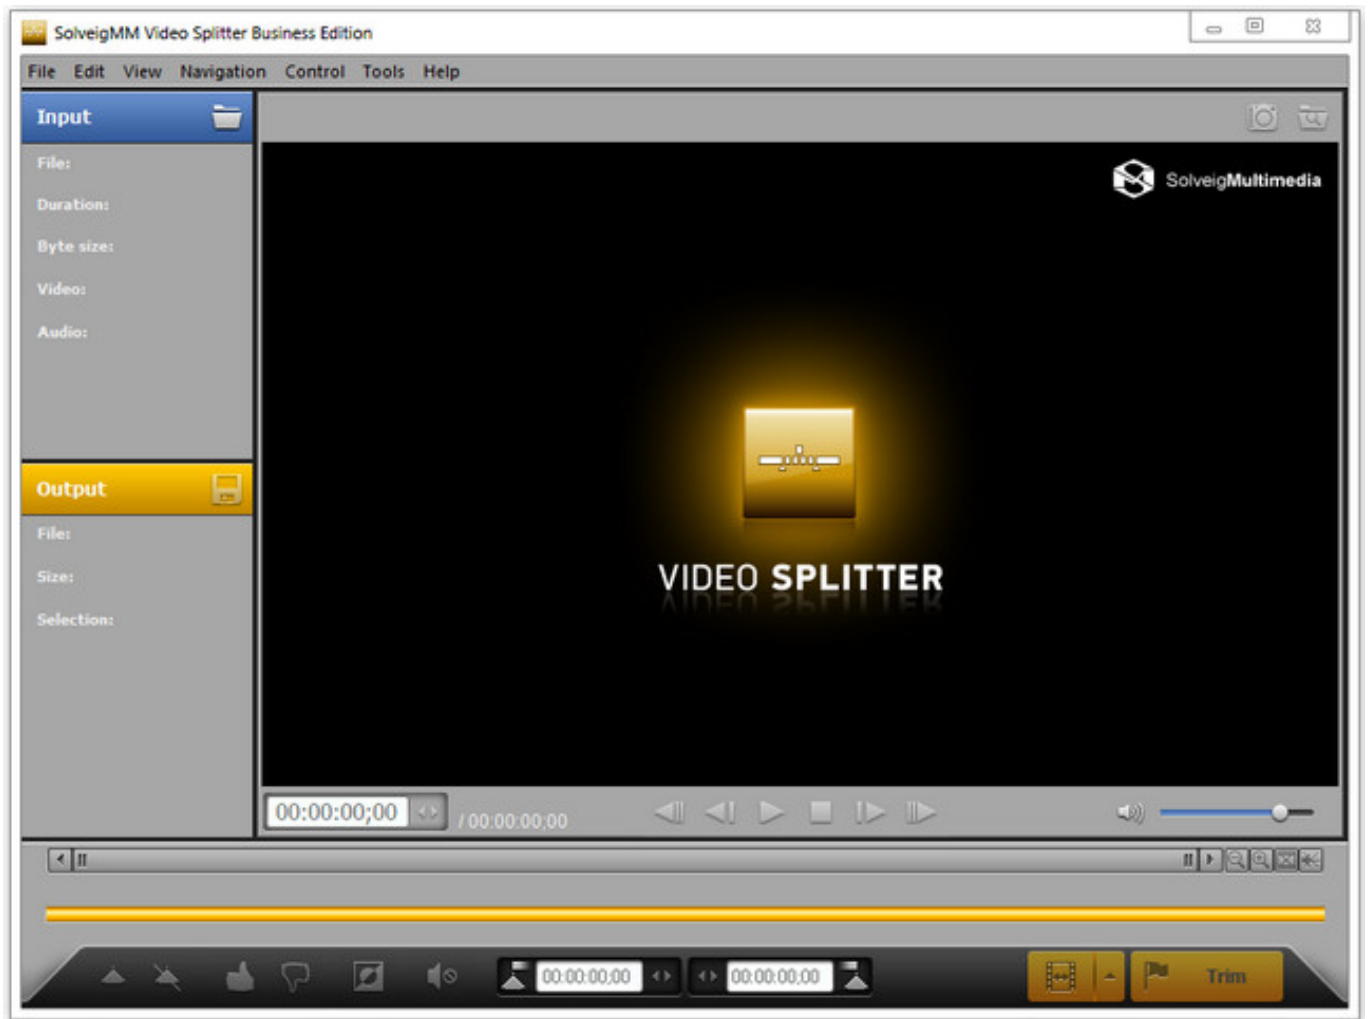 SolveigMM Video Splitter Business Edition
File Edit View Navigation Control Tools Help
Input
File:
Duration:
Byte size:
Video:
Audio:
SolveigMultimedia
VIDEO SPLITTER
Output
File:
Size:
Selection:
00:00:00;00 / 00:00:00;00
00:00:00;00 00:00:00;00 Trim